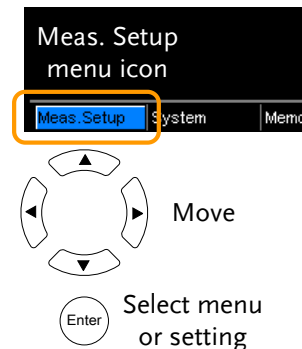 Meas. Setup
menu icon
Meas.Setup System
Move
Enter
Select menu
or setting